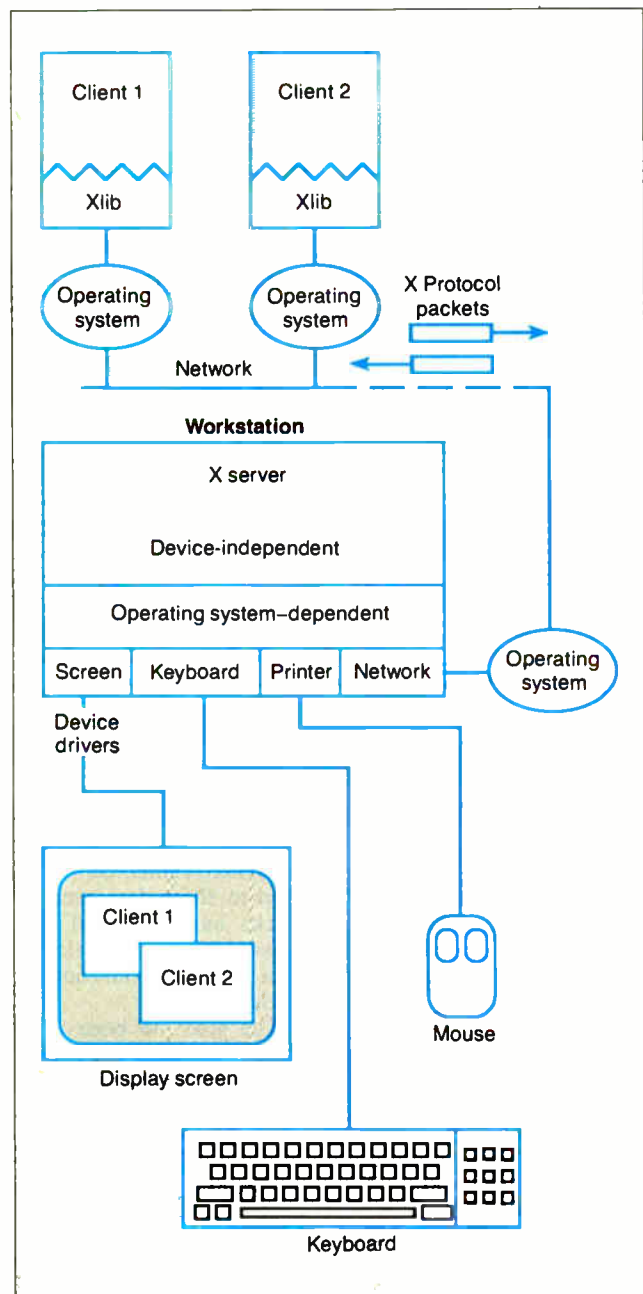 Client 1
Client 2
Xlib
Xlib
Operating
system
Operating
system
X Protocol
packets
Network
Workstation
X server
Device-independent
Operating system–dependent
Screen
Keyboard
Printer
Network
Operating
system
Device
drivers
Client 1
Client 2
Mouse
Display screen
Keyboard